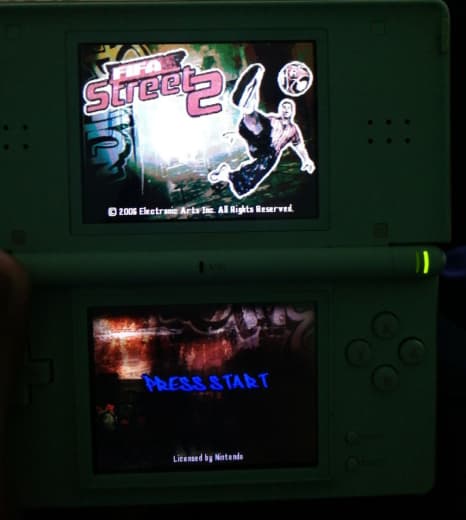 FIFA
Street 2
© 2006 Electronic Arts Inc. All Rights Reserved.
PRESS START
Licensed by Nintendo